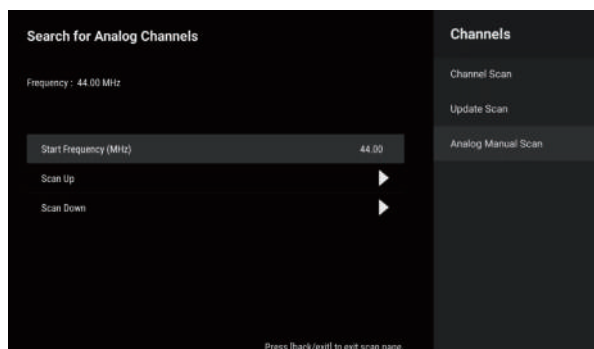 Search for Analog Channels
Frequency : 44.00 MHz
Start Frequency (MHz) 44.00
Scan Up
Scan Down
Press [back/exit] to exit scan page
Channels
Channel Scan
Update Scan
Analog Manual Scan